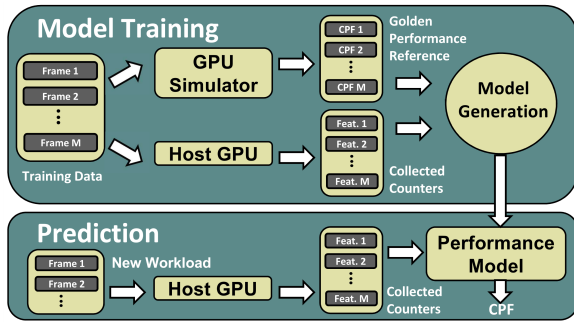 Model Training
Frame 1
Frame 2
Frame M
Training Data
GPU
Simulator
Host GPU
CPF 1
CPF 2
CPF M
Golden
Performance
Reference
Feat. 1
Feat. 2
Feat. M
Collected
Counters
Model
Generation
Prediction
Frame 1
Frame 2
New Workload
Host GPU
Feat. 1
Feat. 2
Feat. M
Collected
Counters
Performance
Model
CPF